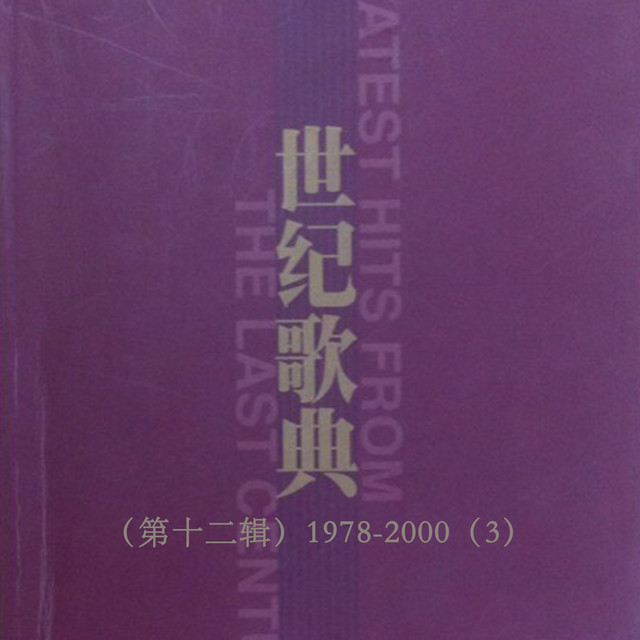 ATEST HITS FROM
世纪歌典
THE LAST CENTU
（第十二辑）1978-2000（3）